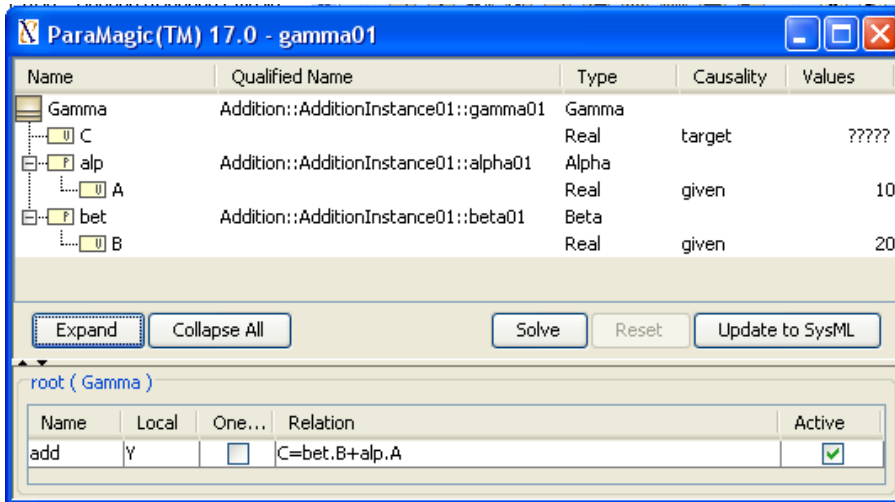 ParaMagic(TM) 17.0 - gamma01
Name Qualified Name Type Causality Values
Gamma Addition::AdditionInstance01::gamma01 Gamma
U C Real target ?????
P alp Addition::AdditionInstance01::alpha01 Alpha
U A Real given 10
P bet Addition::AdditionInstance01::beta01 Beta
U B Real given 20
Expand Collapse All Solve Reset Update to SysML
root ( Gamma )
Name Local One... Relation Active
add Y C=bet.B+alp.A